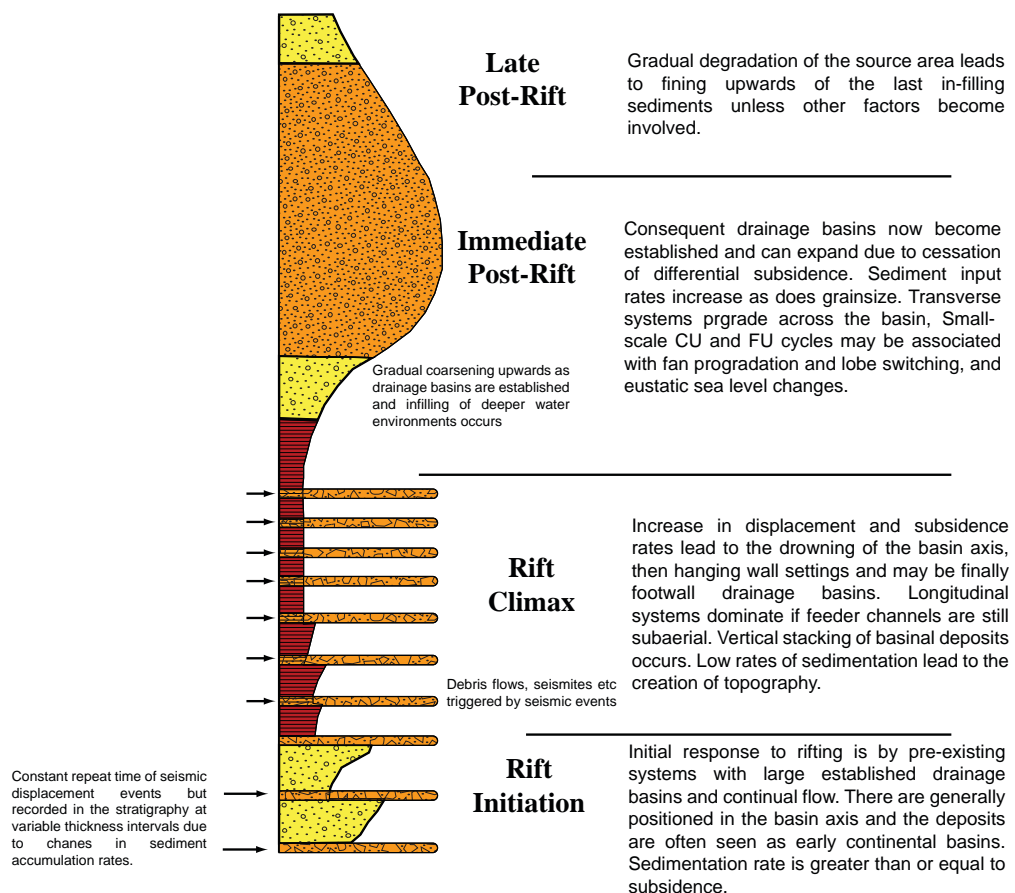 Late
Post-Rift
Gradual degradation of the source area leads
to fining upwards of the last in-filling
sediments unless other factors become
involved.
Immediate
Post-Rift
Consequent drainage basins now become
established and can expand due to cessation
of differential subsidence. Sediment input
rates increase as does grainsize. Transverse
systems prgrade across the basin, Small-
scale CU and FU cycles may be associated
with fan progradation and lobe switching, and
eustatic sea level changes.
Gradual coarsening upwards as
drainage basins are established
and infilling of deeper water
environments occurs
Rift
Climax
Increase in displacement and subsidence
rates lead to the drowning of the basin axis,
then hanging wall settings and may be finally
footwall drainage basins. Longitudinal
systems dominate if feeder channels are still
subaerial. Vertical stacking of basinal deposits
occurs. Low rates of sedimentation lead to the
creation of topography.
Debris flows, seismites etc
triggered by seismic events
Rift
Initiation
Initial response to rifting is by pre-existing
systems with large established drainage
basins and continual flow. There are generally
positioned in the basin axis and the deposits
are often seen as early continental basins.
Sedimentation rate is greater than or equal to
subsidence.
Constant repeat time of seismic
displacement events but
recorded in the stratigraphy at
variable thickness intervals due
to chanes in sediment
accumulation rates.